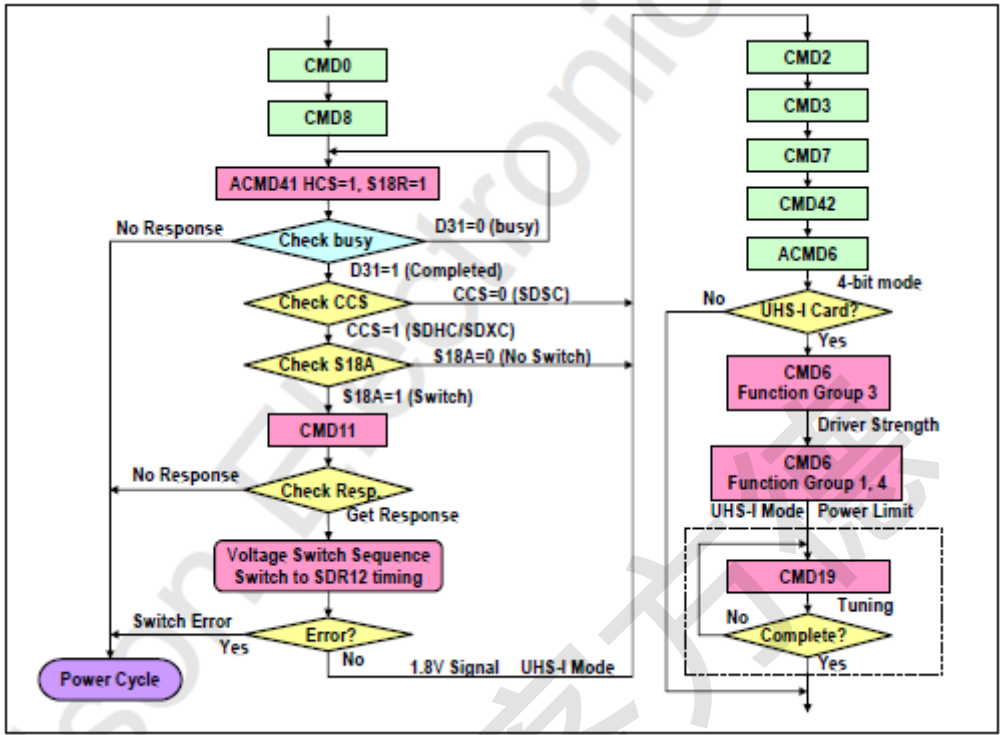 CMD0
CMD8
ACMD41 HCS=1, S18R=1
No Response
Check busy
D31=0 (busy)
D31=1 (Completed)
Check CCS
CCS=0 (SDSC)
CCS=1 (SDHC/SDXC)
Check S18A
S18A=0 (No Switch)
S18A=1 (Switch)
CMD11
No Response
Check Resp.
Get Response
Voltage Switch Sequence
Switch to SDR12 timing
Switch Error
Error?
Yes
No
1.8V Signal UHS-I Mode
Power Cycle
CMD2
CMD3
CMD7
CMD42
ACMD6
4-bit mode
No
UHS-I Card?
Yes
CMD6
Function Group 3
Driver Strength
CMD6
Function Group 1, 4
UHS-I Mode Power Limit
CMD19
Tuning
No
Complete?
Yes
son Electronic
方德